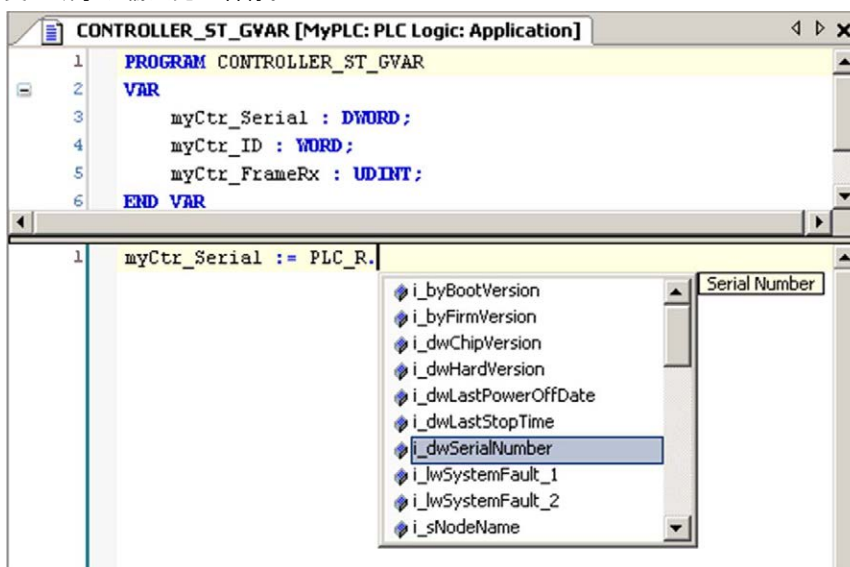 CONTROLLER_ST_GVAR [MyPLC: PLC Logic: Application]
1 PROGRAM CONTROLLER_ST_GVAR
2 VAR
3 myCtr_Serial : DWORD;
4 myCtr_ID : WORD;
5 myCtr_FrameRx : UDINT;
6 END_VAR
1 myCtr_Serial := PLC_R.
i_byBootVersion
i_byFirmVersion
i_dwChipVersion
i_dwHardVersion
i_dwLastPowerOffDate
i_dwLastStopTime
i_dwSerialNumber
Serial Number
i_lwSystemFault_1
i_lwSystemFault_2
i_sNodeName